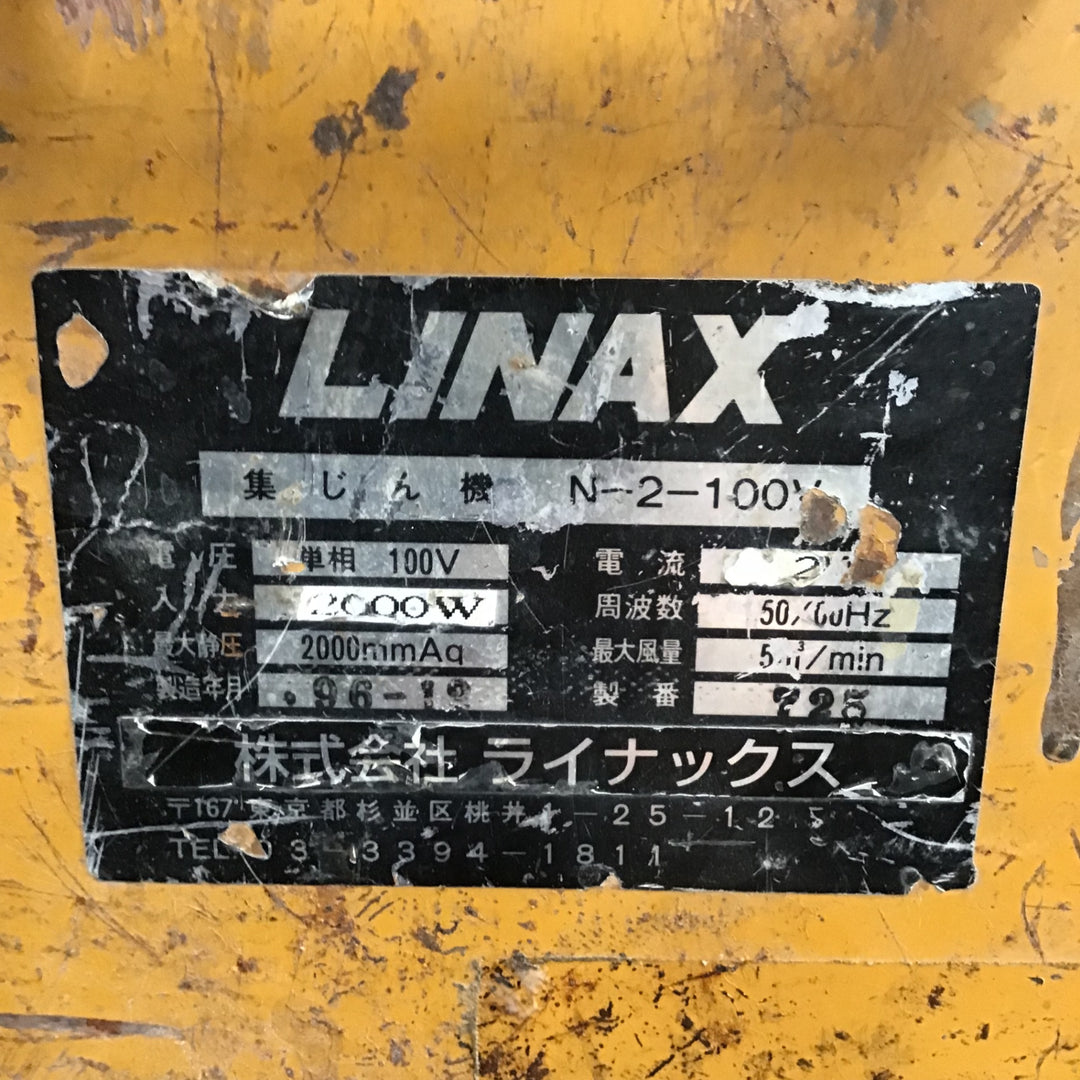 LINAX
集じん機 N-2-100V
電圧 単相 100V 電流
入力 2000W 周波数 50/60Hz
最大静圧 2000mmAq 最大風量 5m³/min
製造年月 '96-12 製番 725
株式会社 ライナックス
〒167 東京都杉並区桃井1-25-12
TEL 03-3394-1811